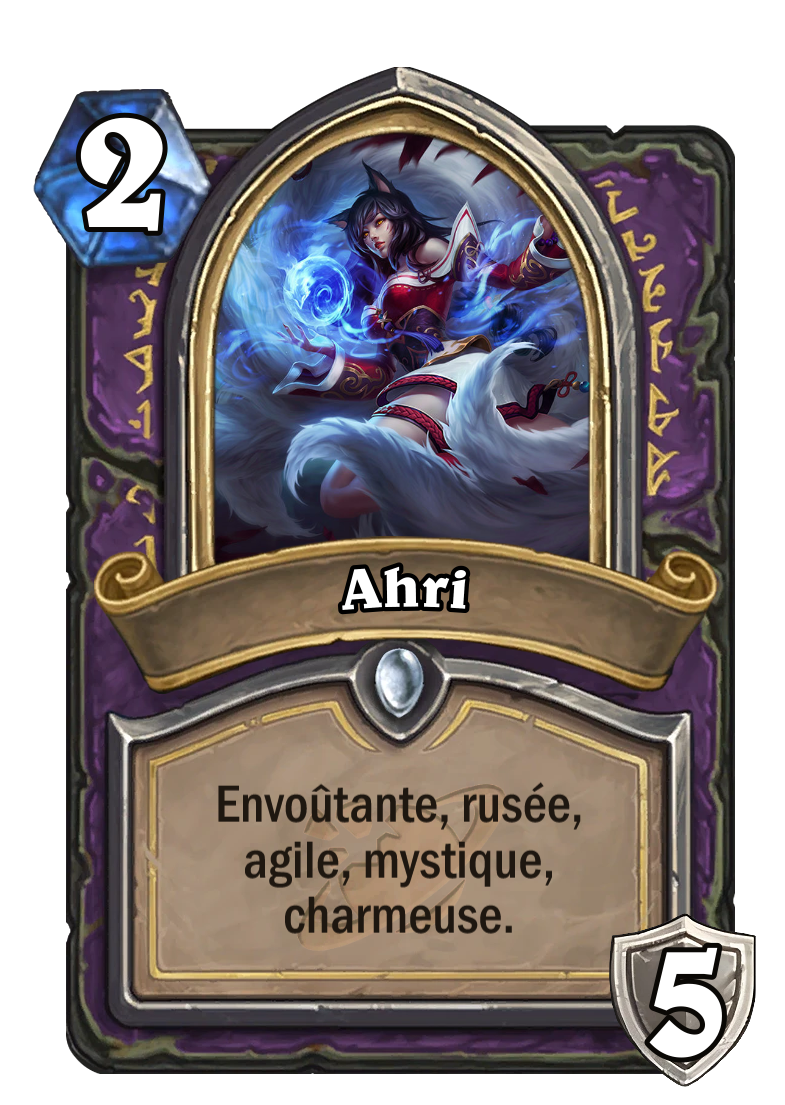 2
Ahri
Envoûtante, rusée,
agile, mystique,
charmeuse.
5